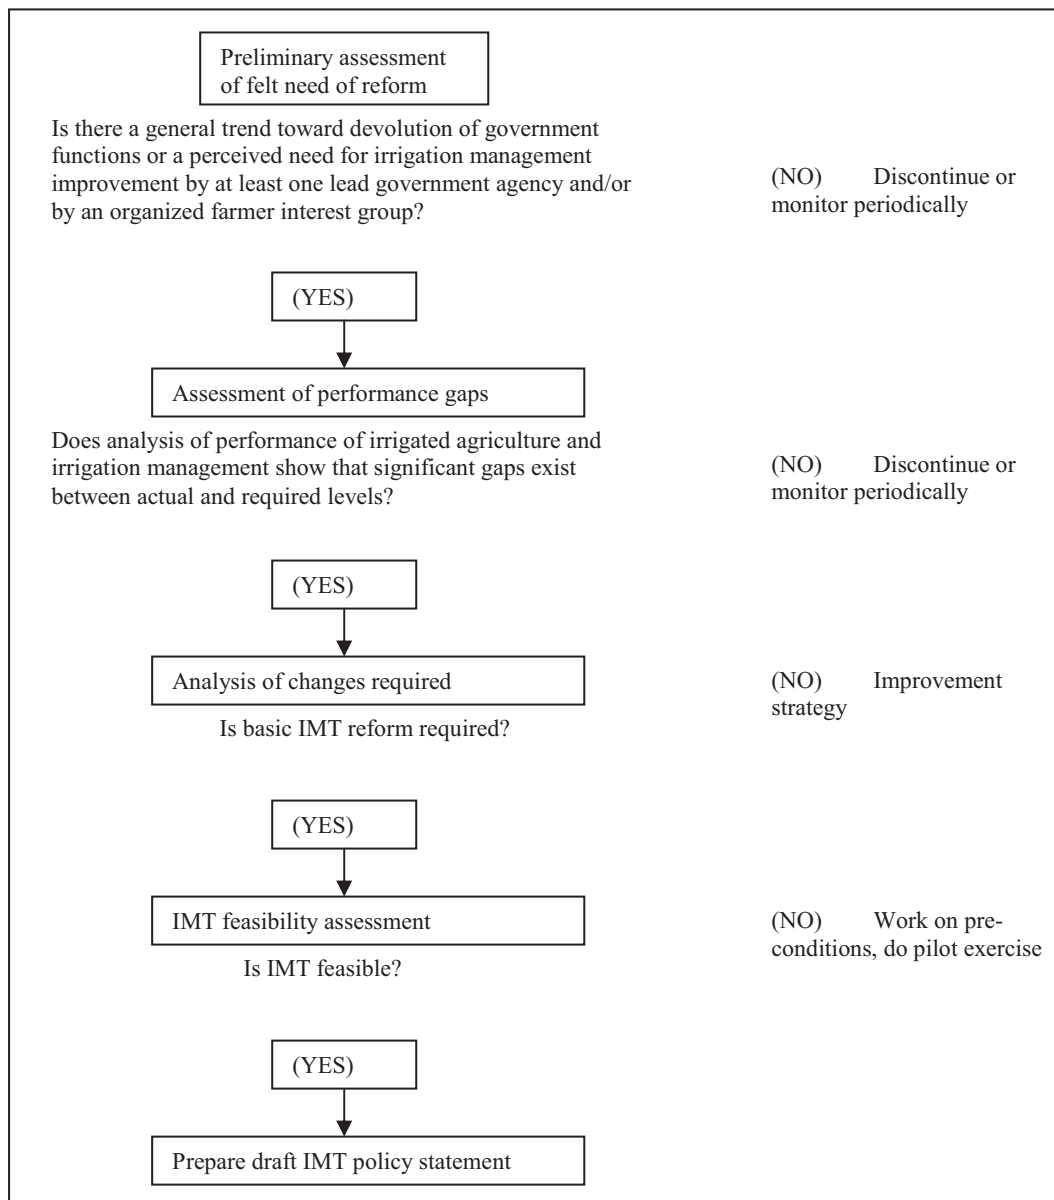 Preliminary assessment
of felt need of reform
Is there a general trend toward devolution of government
functions or a perceived need for irrigation management
improvement by at least one lead government agency and/or
by an organized farmer interest group?
(NO) Discontinue or
monitor periodically
(YES)
Assessment of performance gaps
Does analysis of performance of irrigated agriculture and
irrigation management show that significant gaps exist
between actual and required levels?
(NO) Discontinue or
monitor periodically
(YES)
Analysis of changes required
Is basic IMT reform required?
(NO) Improvement
strategy
(YES)
IMT feasibility assessment
Is IMT feasible?
(NO) Work on pre-
conditions, do pilot exercise
(YES)
Prepare draft IMT policy statement